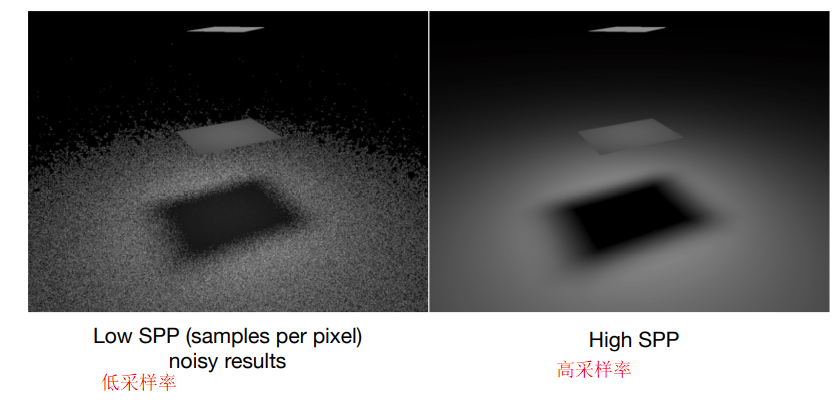 Low SPP (samples per pixel)
noisy results
低采样率
High SPP
高采样率